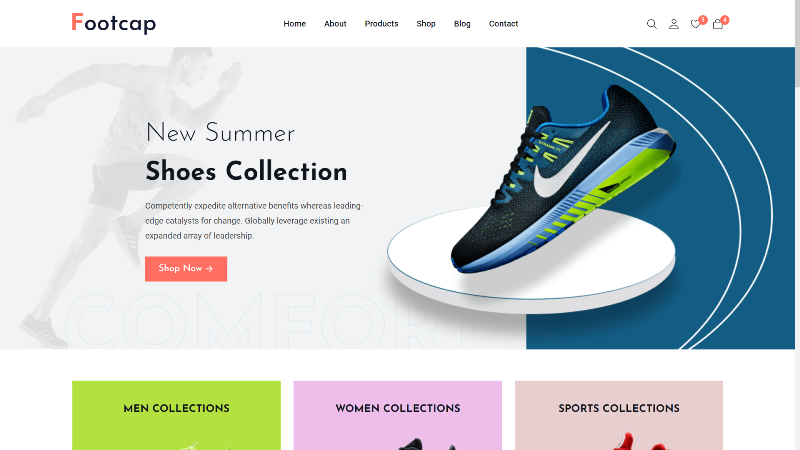 Footcap
Home About Products Shop Blog Contact
5 4
New Summer
Shoes Collection
Competently expedite alternative benefits whereas leading-
edge catalysts for change. Globally leverage existing an
expanded array of leadership.
Shop Now →
COMFORT
MEN COLLECTIONS
WOMEN COLLECTIONS
SPORTS COLLECTIONS